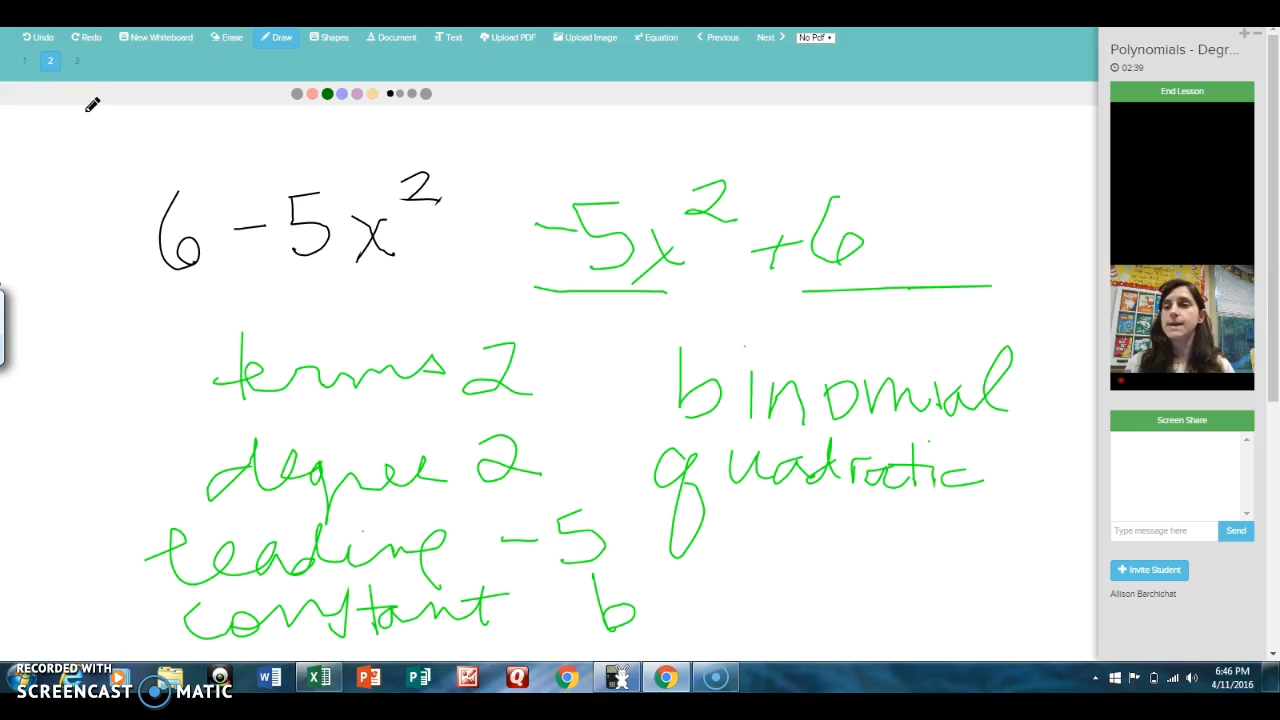 Undo Redo New Whiteboard Erase Draw Shapes Document Text Upload PDF Upload Image x² Equation Previous Next No Pdf
1 2 3
Polynomials - Degr...
02:39
End Lesson
6 - 5x² -5x² + 6
terms 2 binomial
degree 2 quadratic
leading -5
constant 6
Screen Share
Type message here Send
Invite Student
Allison Barchichat
RECORDED WITH
SCREENCAST MATIC
6:46 PM
4/11/2016